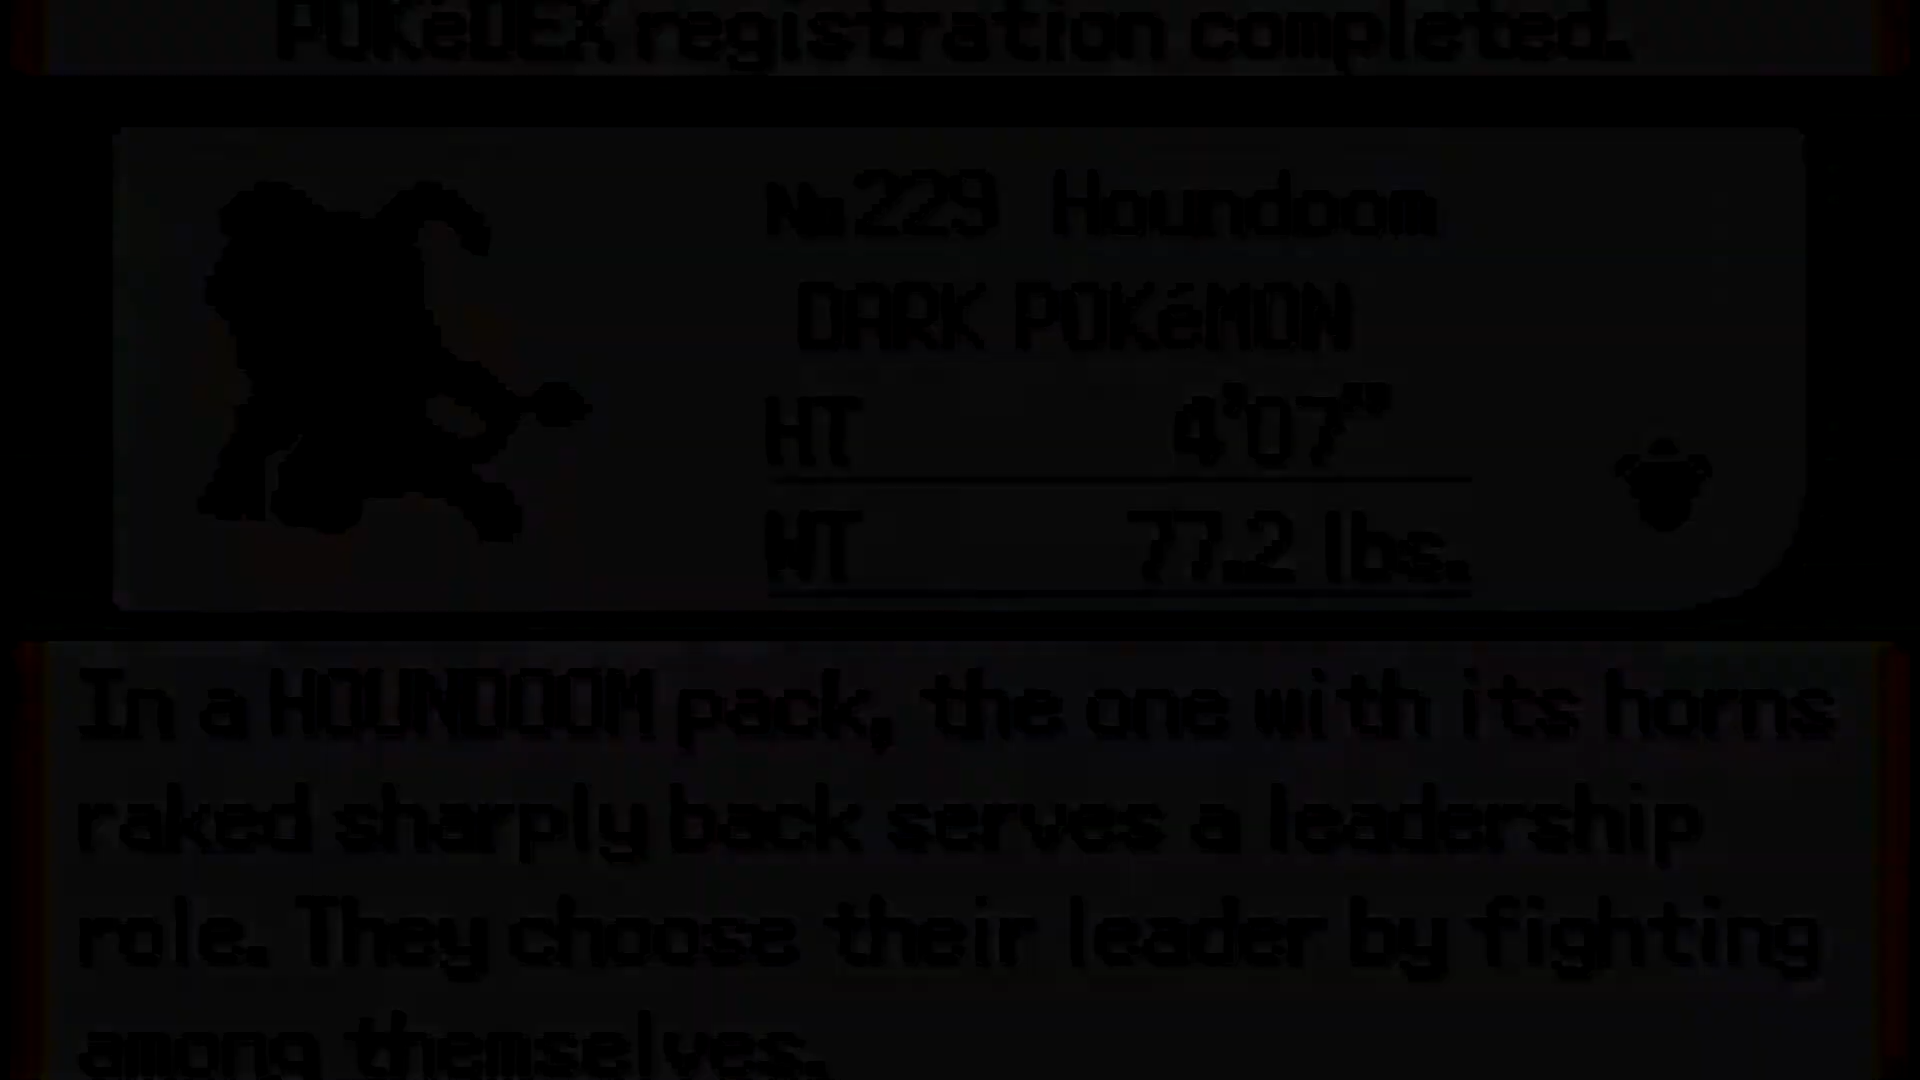 POKéDEX registration completed.
№229 Houndoom
DARK POKéMON
HT 4'07"
WT 77.2 lbs.
In a HOUNDOOM pack, the one with its horns
raked sharply back serves a leadership
role. They choose their leader by fighting
among themselves.